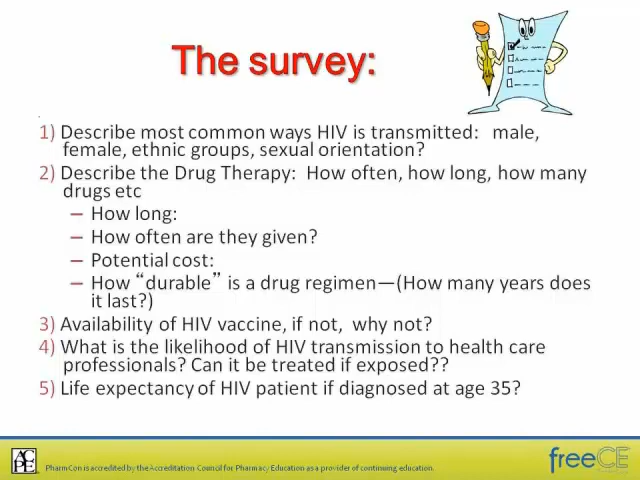 The survey:
1) Describe most common ways HIV is transmitted: male,
female, ethnic groups, sexual orientation?
2) Describe the Drug Therapy: How often, how long, how many
drugs etc
– How long:
– How often are they given?
– Potential cost:
– How “durable” is a drug regimen—(How many years does
it last?)
3) Availability of HIV vaccine, if not, why not?
4) What is the likelihood of HIV transmission to health care
professionals? Can it be treated if exposed??
5) Life expectancy of HIV patient if diagnosed at age 35?
ACPE
PharmCon is accredited by the Accreditation Council for Pharmacy Education as a provider of continuing education.
freeCE